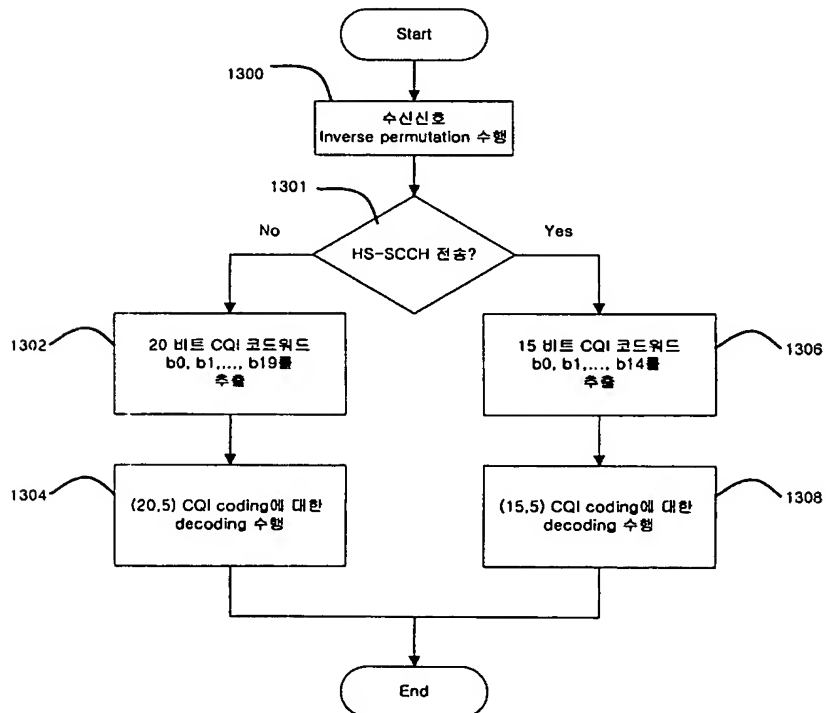 Start
1300
수신신호
Inverse permutation 수행
1301
No
Yes
HS-SCCH 전송?
1302
20 비트 CQI 코드워드
b0, b1,...., b19를
추출
15 비트 CQI 코드워드
b0, b1,...., b14를
추출
1306
1304
(20,5) CQI coding에 대한
decoding 수행
(15,5) CQI coding에 대한
decoding 수행
1308
End